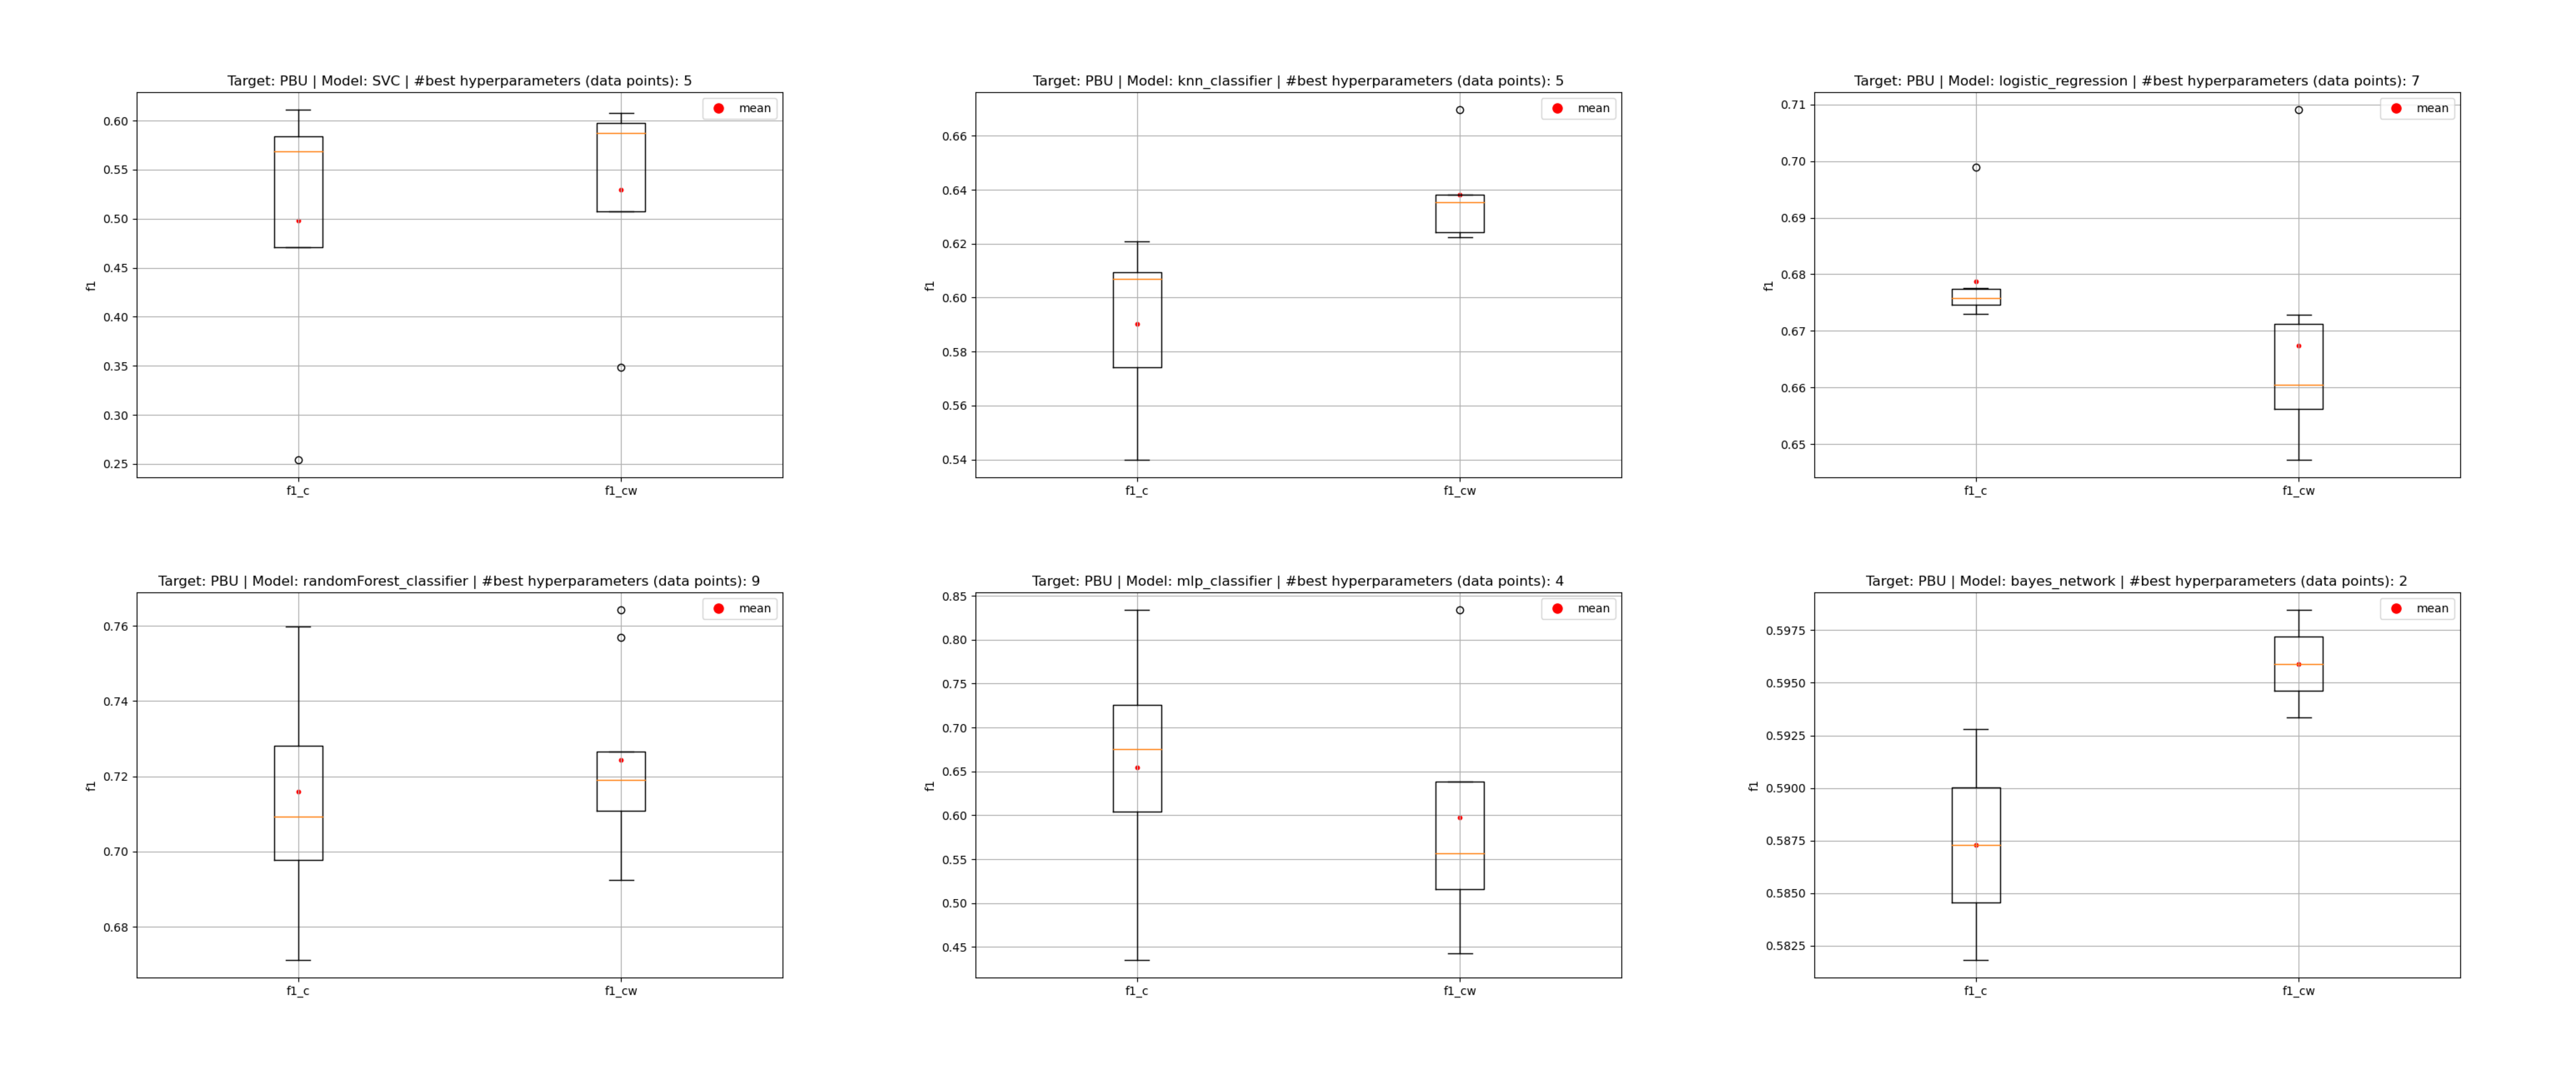 Target: PBU | Model: SVC | #best hyperparameters (data points): 5
mean
0.60
0.55
0.50
0.45
0.40
0.35
0.30
0.25
f1
f1_c
f1_cw
Target: PBU | Model: knn_classifier | #best hyperparameters (data points): 5
mean
0.66
0.64
0.62
0.60
0.58
0.56
0.54
f1
f1_c
f1_cw
Target: PBU | Model: logistic_regression | #best hyperparameters (data points): 7
mean
0.71
0.70
0.69
0.68
0.67
0.66
0.65
f1
f1_c
f1_cw
Target: PBU | Model: randomForest_classifier | #best hyperparameters (data points): 9
mean
0.76
0.74
0.72
0.70
0.68
f1
f1_c
f1_cw
Target: PBU | Model: mlp_classifier | #best hyperparameters (data points): 4
mean
0.85
0.80
0.75
0.70
0.65
0.60
0.55
0.50
0.45
f1
f1_c
f1_cw
Target: PBU | Model: bayes_network | #best hyperparameters (data points): 2
mean
0.5975
0.5950
0.5925
0.5900
0.5875
0.5850
0.5825
f1
f1_c
f1_cw